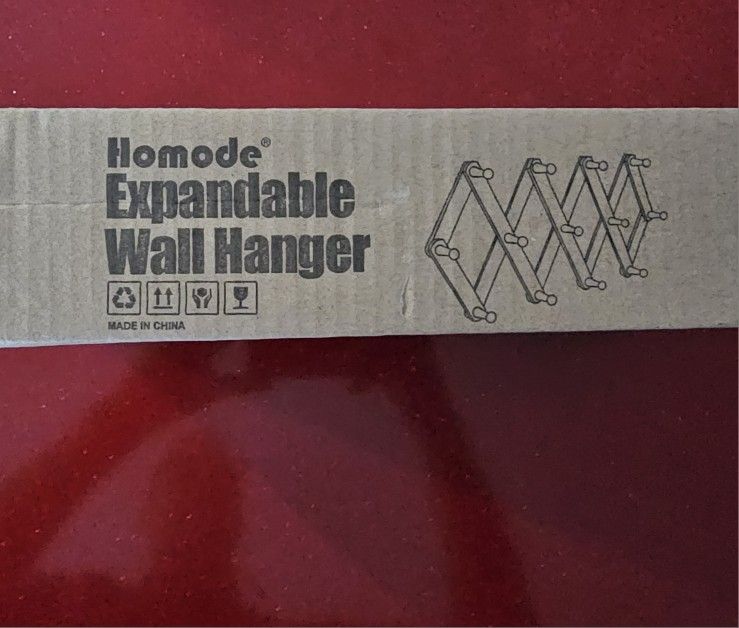 Homode®
Expandable
Wall Hanger
MADE IN CHINA